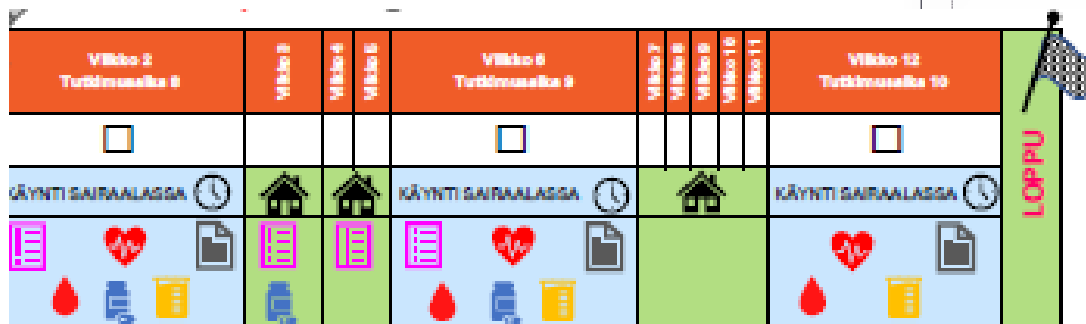 Viikko 2
Tutkimusaika 8
Viikko 3
Viikko 4
Viikko 5
Viikko 6
Tutkimusaika 9
Viikko 7
Viikko 8
Viikko 9
Viikko 10
Viikko 11
Viikko 12
Tutkimusaika 10
KÄYNTI SAIRAALASSA
KÄYNTI SAIRAALASSA
KÄYNTI SAIRAALASSA
LOPPU